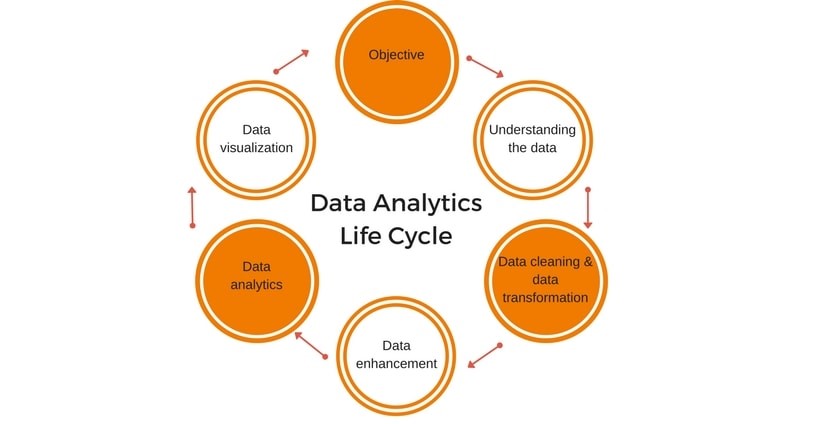 Objective
Understanding
the data
Data cleaning &
data
transformation
Data
enhancement
Data
analytics
Data
visualization
Data Analytics
Life Cycle